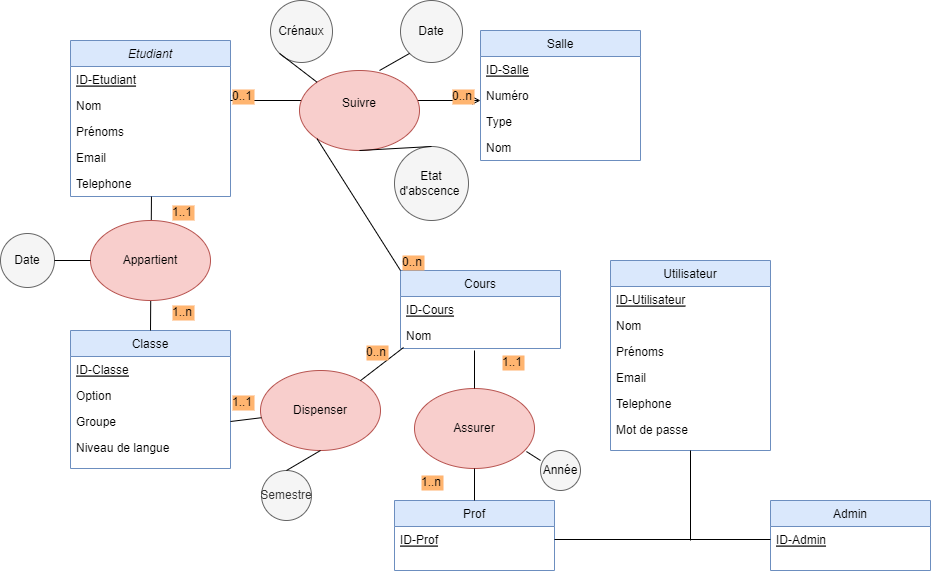 Crénaux
Date
Etudiant
ID-Etudiant
Nom
Prénoms
Email
Telephone
0..1
Suivre
0..n
Salle
ID-Salle
Numéro
Type
Nom
Etat
d'abscence
1..1
Date
Appartient
1..n
Classe
ID-Classe
Option
Groupe
Niveau de langue
0..n
Cours
ID-Cours
Nom
0..n
1..1
Dispenser
Semestre
1..1
Assurer
Année
1..n
Utilisateur
ID-Utilisateur
Nom
Prénoms
Email
Telephone
Mot de passe
Prof
ID-Prof
Admin
ID-Admin